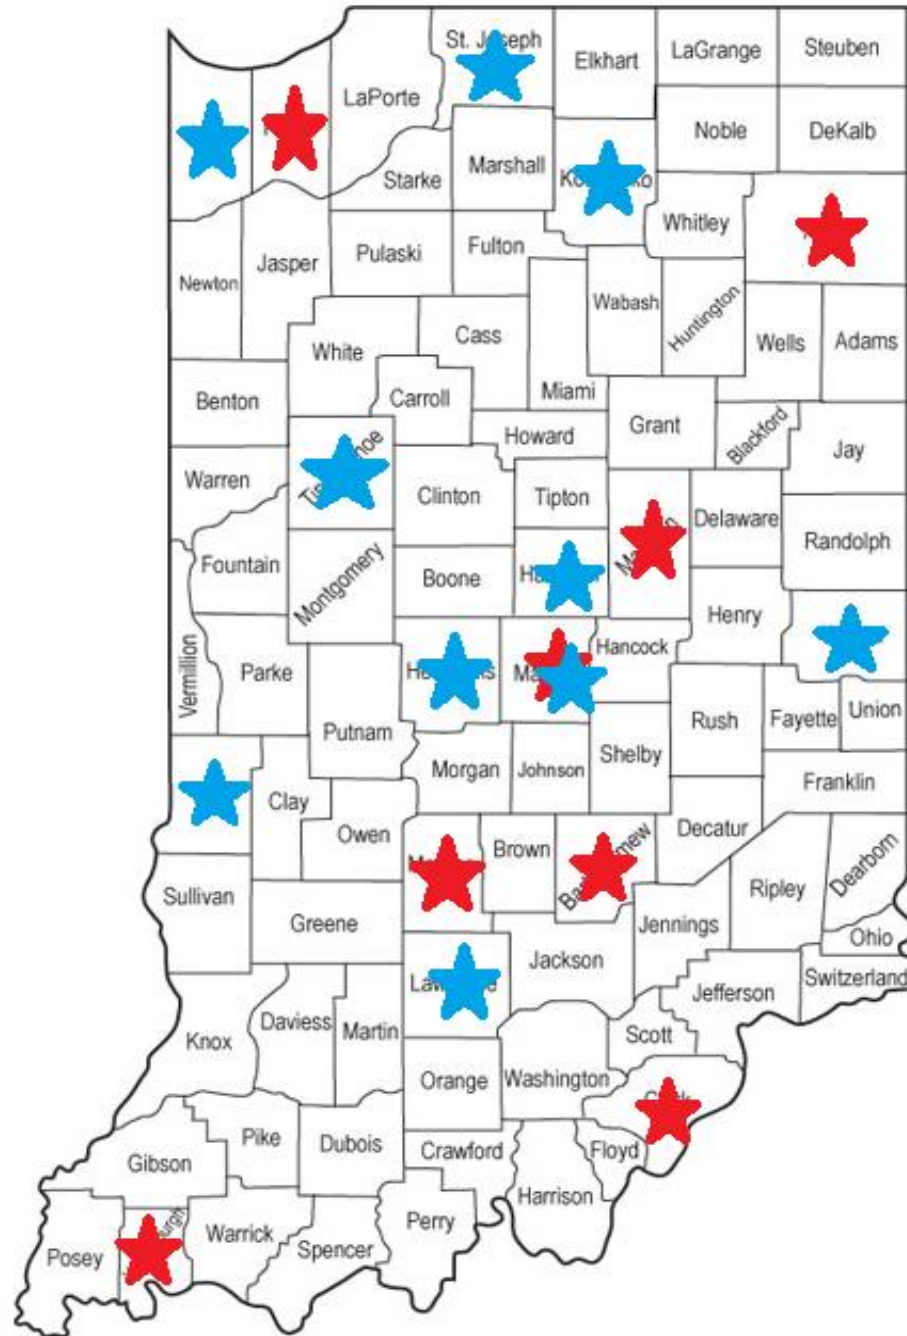 St. Joseph
Elkhart
LaGrange
Steuben
LaPorte
Noble
DeKalb
Marshall
Starke
Whitley
Pulaski
Fulton
Jasper
Newton
Wabash
Huntington
Wells
Adams
Cass
White
Miami
Carroll
Benton
Grant
Blackford
Howard
Jay
Warren
Clinton
Tipton
Delaware
Randolph
Fountain
Montgomery
Boone
Henry
Hancock
Vermillion
Parke
Putnam
Rush
Fayette
Union
Shelby
Morgan
Johnson
Franklin
Clay
Owen
Brown
Decatur
Dearborn
Ripley
Sullivan
Greene
Jennings
Ohio
Jackson
Switzerland
Jefferson
Knox
Daviess
Martin
Scott
Orange
Washington
Pike
Dubois
Crawford
Floyd
Gibson
Harrison
Perry
Warrick
Spencer
Posey